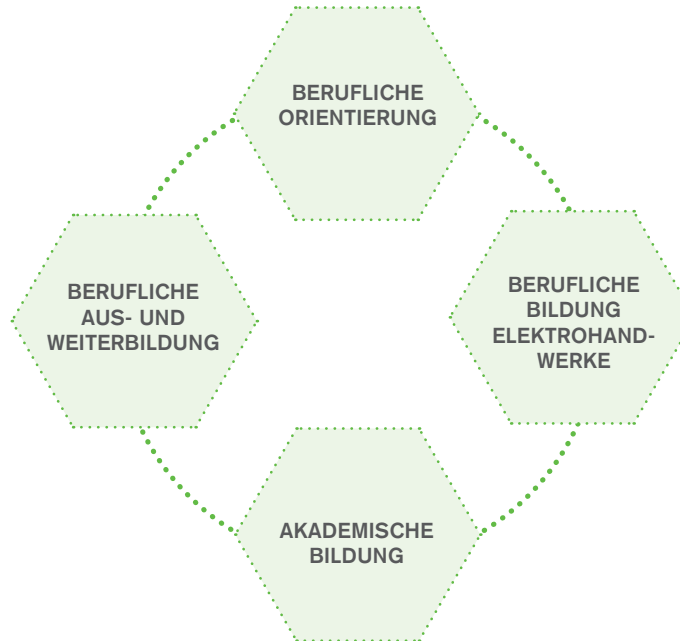 BERUFLICHE
ORIENTIERUNG
BERUFLICHE
AUS- UND
WEITERBILDUNG
BERUFLICHE
BILDUNG
ELEKTROHAND-
WERKE
AKADEMISCHE
BILDUNG